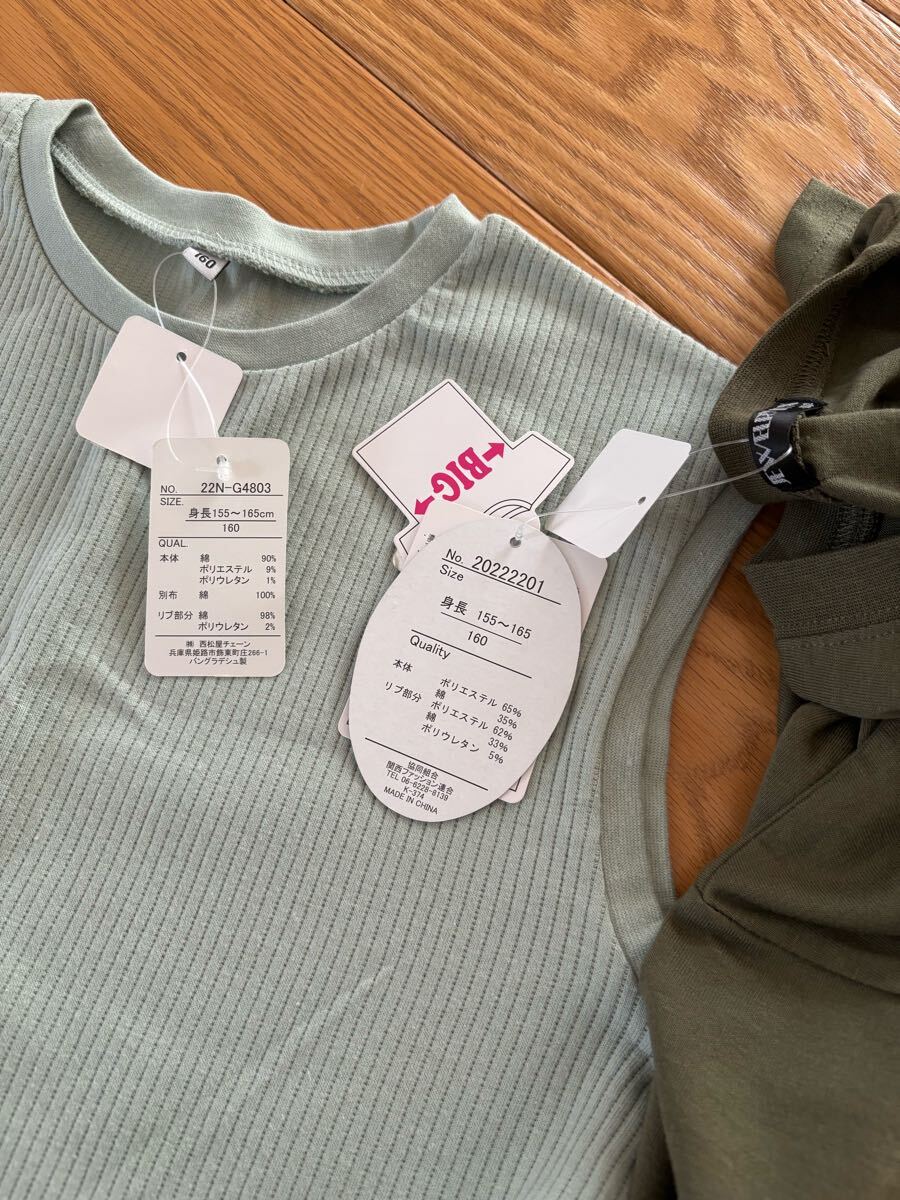 160
NO. 22N-G4803
SIZE.
身長155～165cm
160
QUAL.
本体 綿 90%
ポリエステル 9%
ポリウレタン 1%
別布 綿 100%
リブ部分 綿 98%
ポリウレタン 2%
㈱ 西松屋チェーン
兵庫県姫路市飾東町庄266-1
バングラデシュ製
BIG
No. 20222201
Size
身長 155～165
160
Quality
本体 ポリエステル 65%
綿 35%
リブ部分 ポリエステル 62%
綿 33%
ポリウレタン 5%
協同組合
関西ファッション連合
TEL 06-6228-8139
K-374
MADE IN CHINA